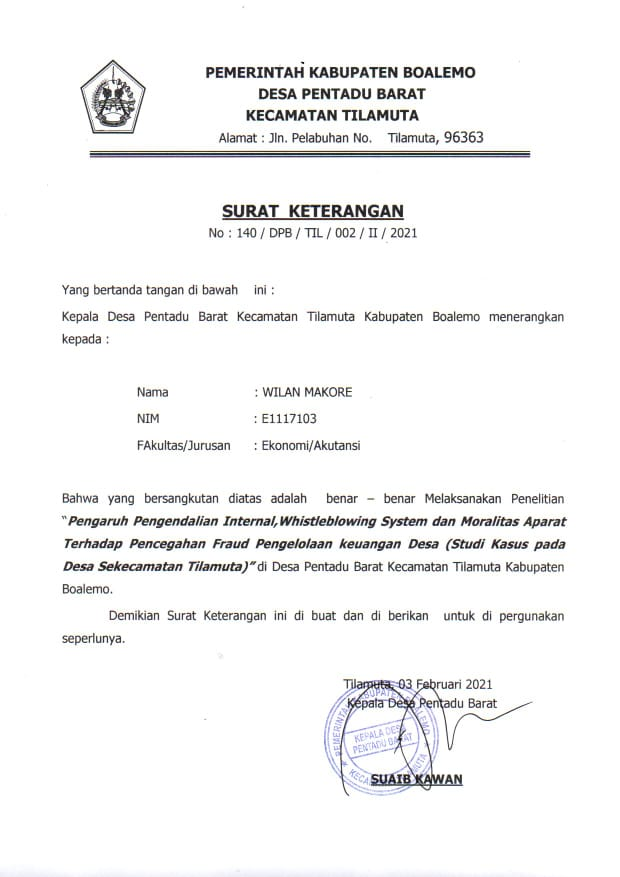 PEMERINTAH KABUPATEN BOALEMO
DESA PENTADU BARAT
KECAMATAN TILAMUTA
Alamat : Jln. Pelabuhan No. Tilamuta, 96363
SURAT KETERANGAN
No : 140 / DPB / TIL / 002 / II / 2021
Yang bertanda tangan di bawah ini :
Kepala Desa Pentadu Barat Kecamatan Tilamuta Kabupaten Boalemo menerangkan
kepada :
Nama : WILAN MAKORE
NIM : E1117103
FAkultas/Jurusan : Ekonomi/Akutansi
Bahwa yang bersangkutan diatas adalah benar – benar Melaksanakan Penelitian
“Pengaruh Pengendalian Internal,Whistleblowing System dan Moralitas Aparat
Terhadap Pencegahan Fraud Pengelolaan keuangan Desa (Studi Kasus pada
Desa Sekecamatan Tilamuta)” di Desa Pentadu Barat Kecamatan Tilamuta Kabupaten
Boalemo.
Demikian Surat Keterangan ini di buat dan di berikan untuk di pergunakan
seperlunya.
Tilamuta, 03 Februari 2021
Kepala Desa Pentadu Barat
PEMERINTAH KABUPATEN BOALEMO
KEPALA DESA
PENTADU BARAT
KECAMATAN TILAMUTA
SUAIB KAWAN